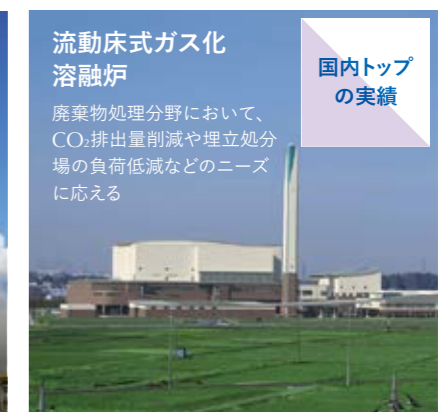 流動床式ガス化
溶融炉
廃棄物処理分野において、
CO₂排出量削減や埋立処分
場の負荷低減などのニーズ
に応える
国内トップ
の実績